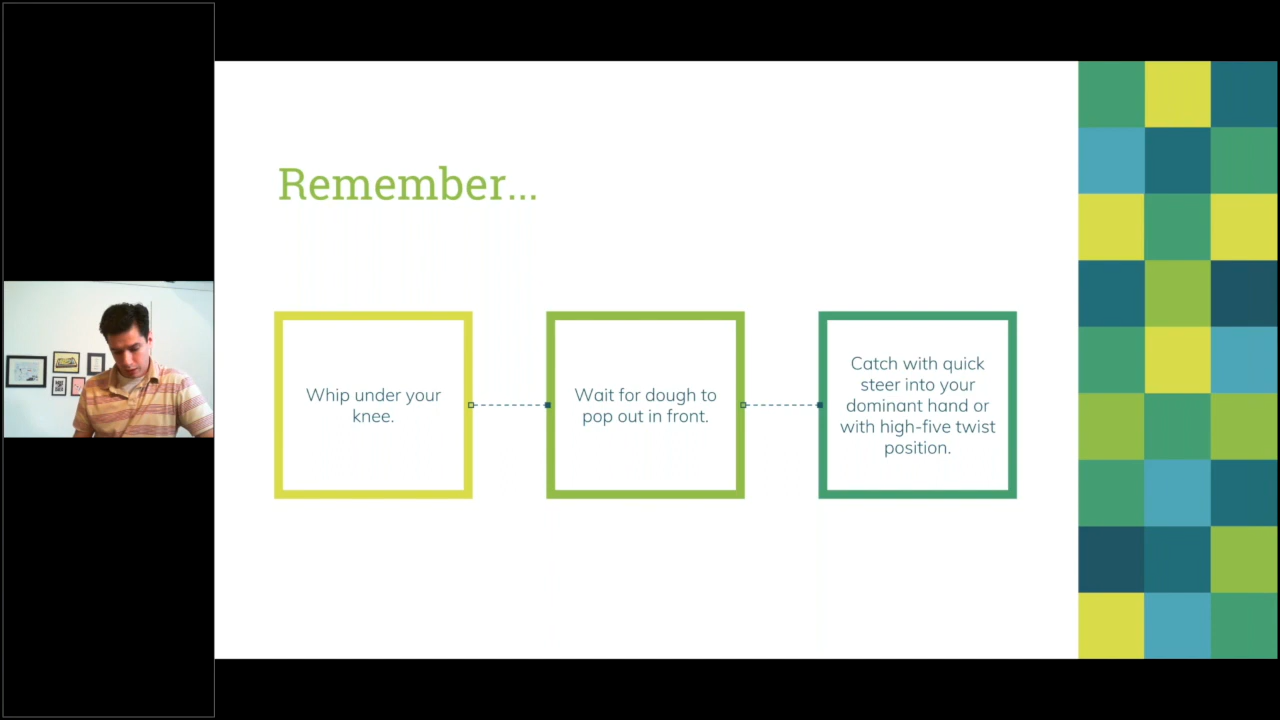 Remember...
Whip under your
knee.
Wait for dough to
pop out in front.
Catch with quick
steer into your
dominant hand or
with high-five twist
position.